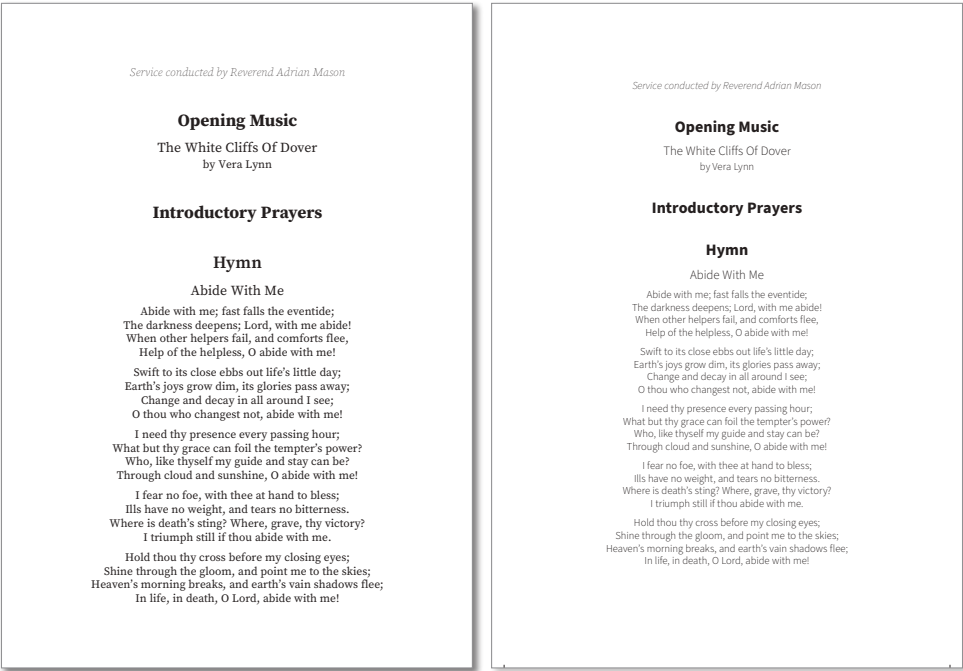 Service conducted by Reverend Adrian Mason
Opening Music
The White Cliffs Of Dover
by Vera Lynn
Introductory Prayers
Hymn
Abide With Me
Abide with me; fast falls the eventide;
The darkness deepens; Lord, with me abide!
When other helpers fail, and comforts flee,
Help of the helpless, O abide with me!
Swift to its close ebbs out life's little day;
Earth's joys grow dim, its glories pass away;
Change and decay in all around I see;
O thou who changest not, abide with me!
I need thy presence every passing hour;
What but thy grace can foil the tempter's power?
Who, like thyself my guide and stay can be?
Through cloud and sunshine, O abide with me!
I fear no foe, with thee at hand to bless;
Ills have no weight, and tears no bitterness.
Where is death's sting? Where, grave, thy victory?
I triumph still if thou abide with me.
Hold thou thy cross before my closing eyes;
Shine through the gloom, and point me to the skies;
Heaven's morning breaks, and earth's vain shadows flee;
In life, in death, O Lord, abide with me!
Service conducted by Reverend Adrian Mason
Opening Music
The White Cliffs Of Dover
by Vera Lynn
Introductory Prayers
Hymn
Abide With Me
Abide with me; fast falls the eventide;
The darkness deepens; Lord, with me abide!
When other helpers fail, and comforts flee,
Help of the helpless, O abide with me!
Swift to its close ebbs out life's little day;
Earth's joys grow dim, its glories pass away;
Change and decay in all around I see;
O thou who changest not, abide with me!
I need thy presence every passing hour;
What but thy grace can foil the tempter's power?
Who, like thyself my guide and stay can be?
Through cloud and sunshine, O abide with me!
I fear no foe, with thee at hand to bless;
Ills have no weight, and tears no bitterness.
Where is death's sting? Where, grave, thy victory?
I triumph still if thou abide with me.
Hold thou thy cross before my closing eyes;
Shine through the gloom, and point me to the skies;
Heaven's morning breaks, and earth's vain shadows flee;
In life, in death, O Lord, abide with me!